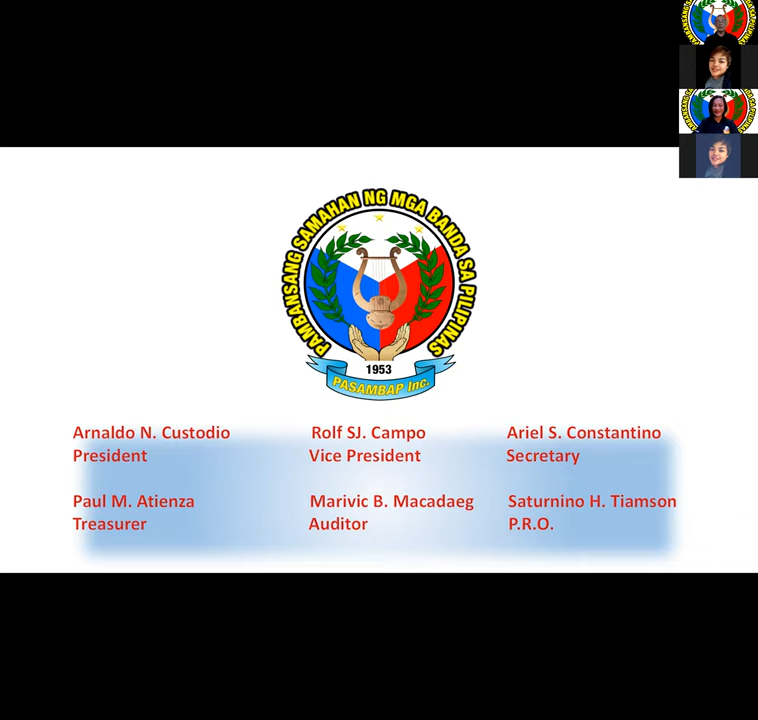 PAMBANSANG SAMAHAN NG MGA BANDA SA PILIPINAS
1953
PASAMBAP Inc.
Arnaldo N. Custodio
President
Rolf SJ. Campo
Vice President
Ariel S. Constantino
Secretary
Paul M. Atienza
Treasurer
Marivic B. Macadaeg
Auditor
Saturnino H. Tiamson
P.R.O.